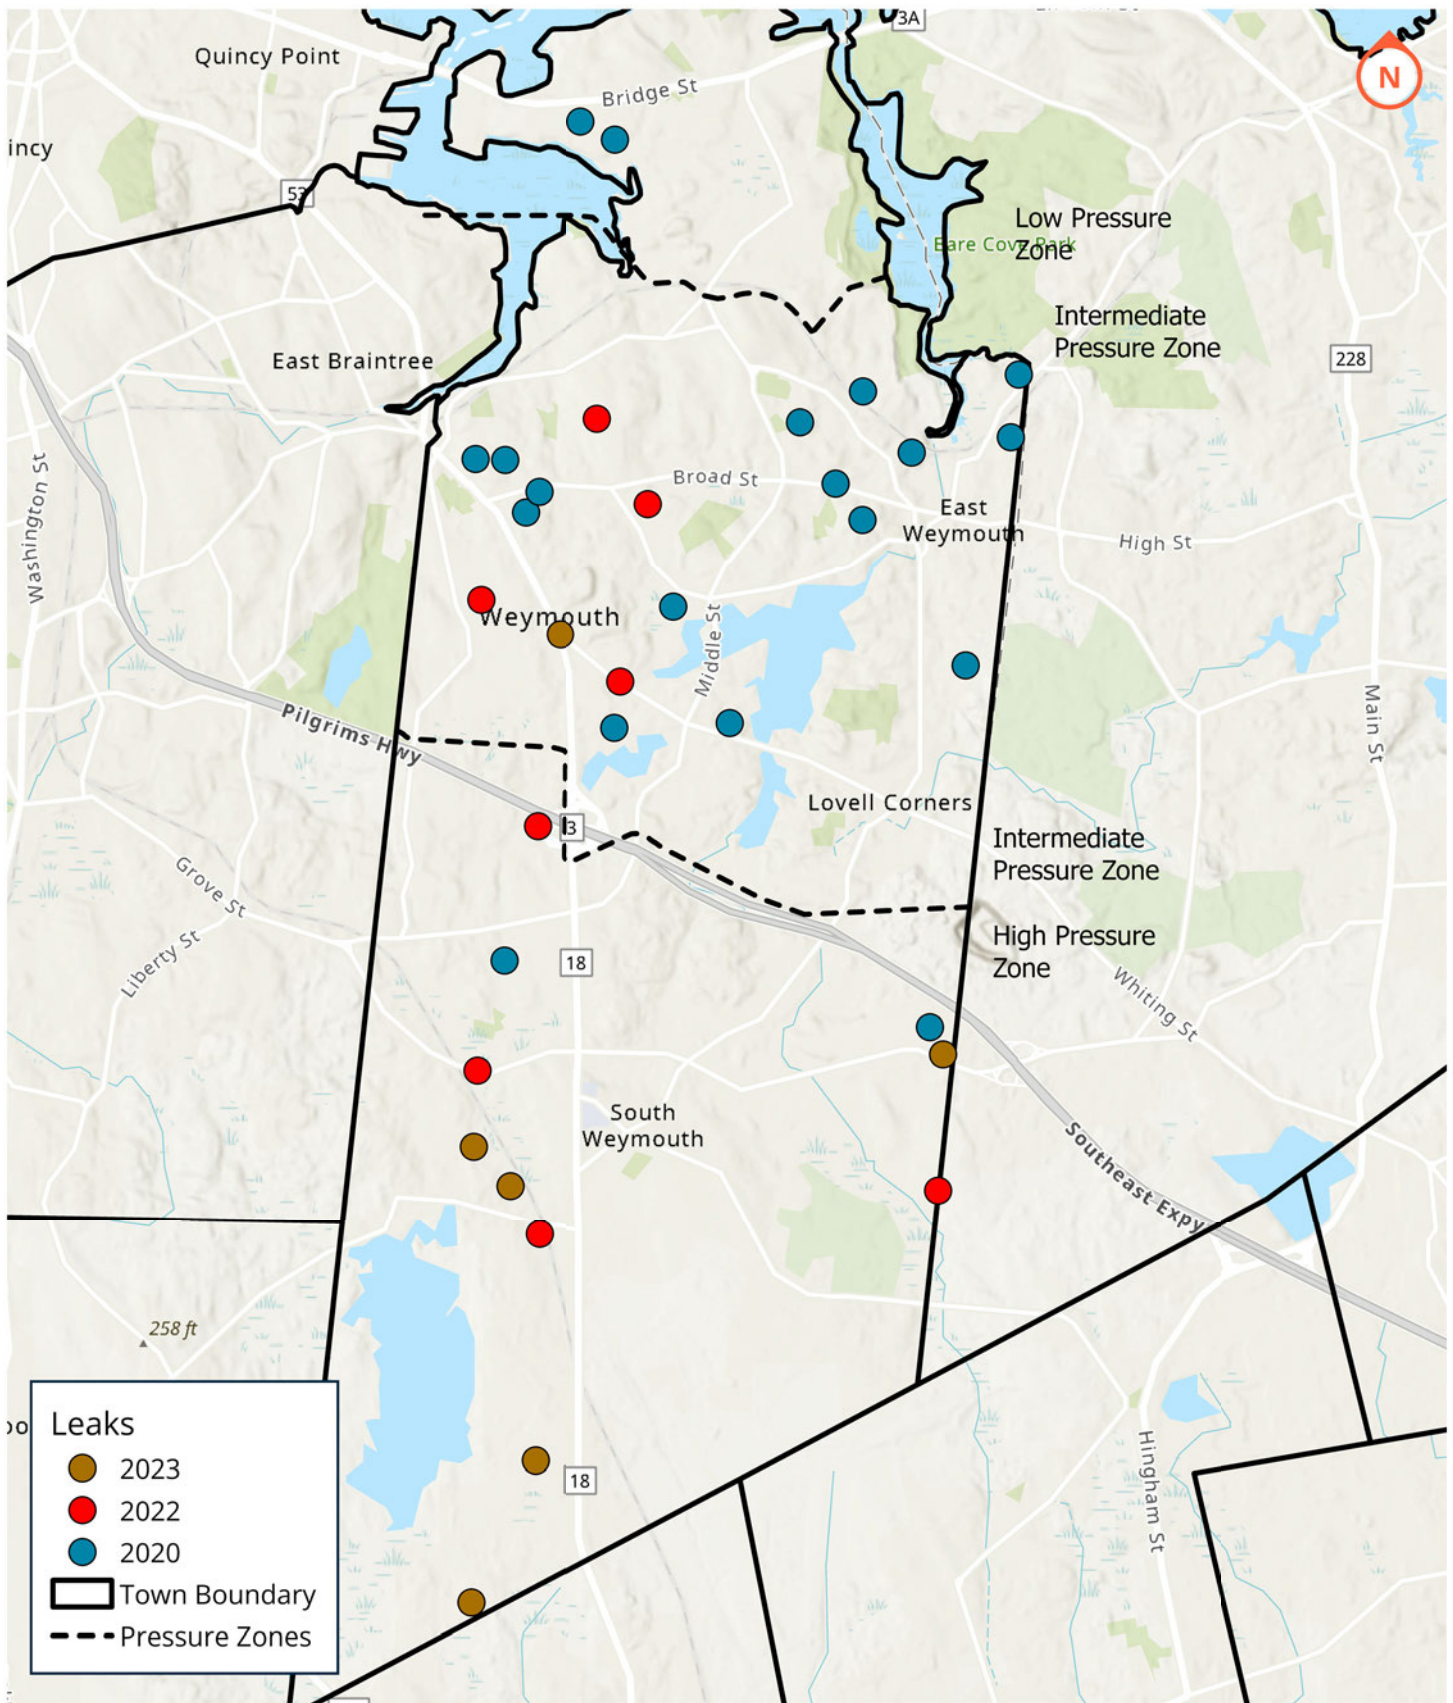 3A
Quincy Point
N
Bridge St
incy
53
Low Pressure
Zone
Bare Cove Park
Intermediate
Pressure Zone
East Braintree
228
Washington St
Broad St
East
Weymouth
High St
Weymouth
Middle St
Pilgrims Hwy
Main St
Lovell Corners
3
Intermediate
Pressure Zone
Grove St
High Pressure
Zone
Liberty St
18
Whiting St
South
Weymouth
Southeast Expy
258 ft
Leaks
2023
2022
2020
Town Boundary
Pressure Zones
18
Hingham St